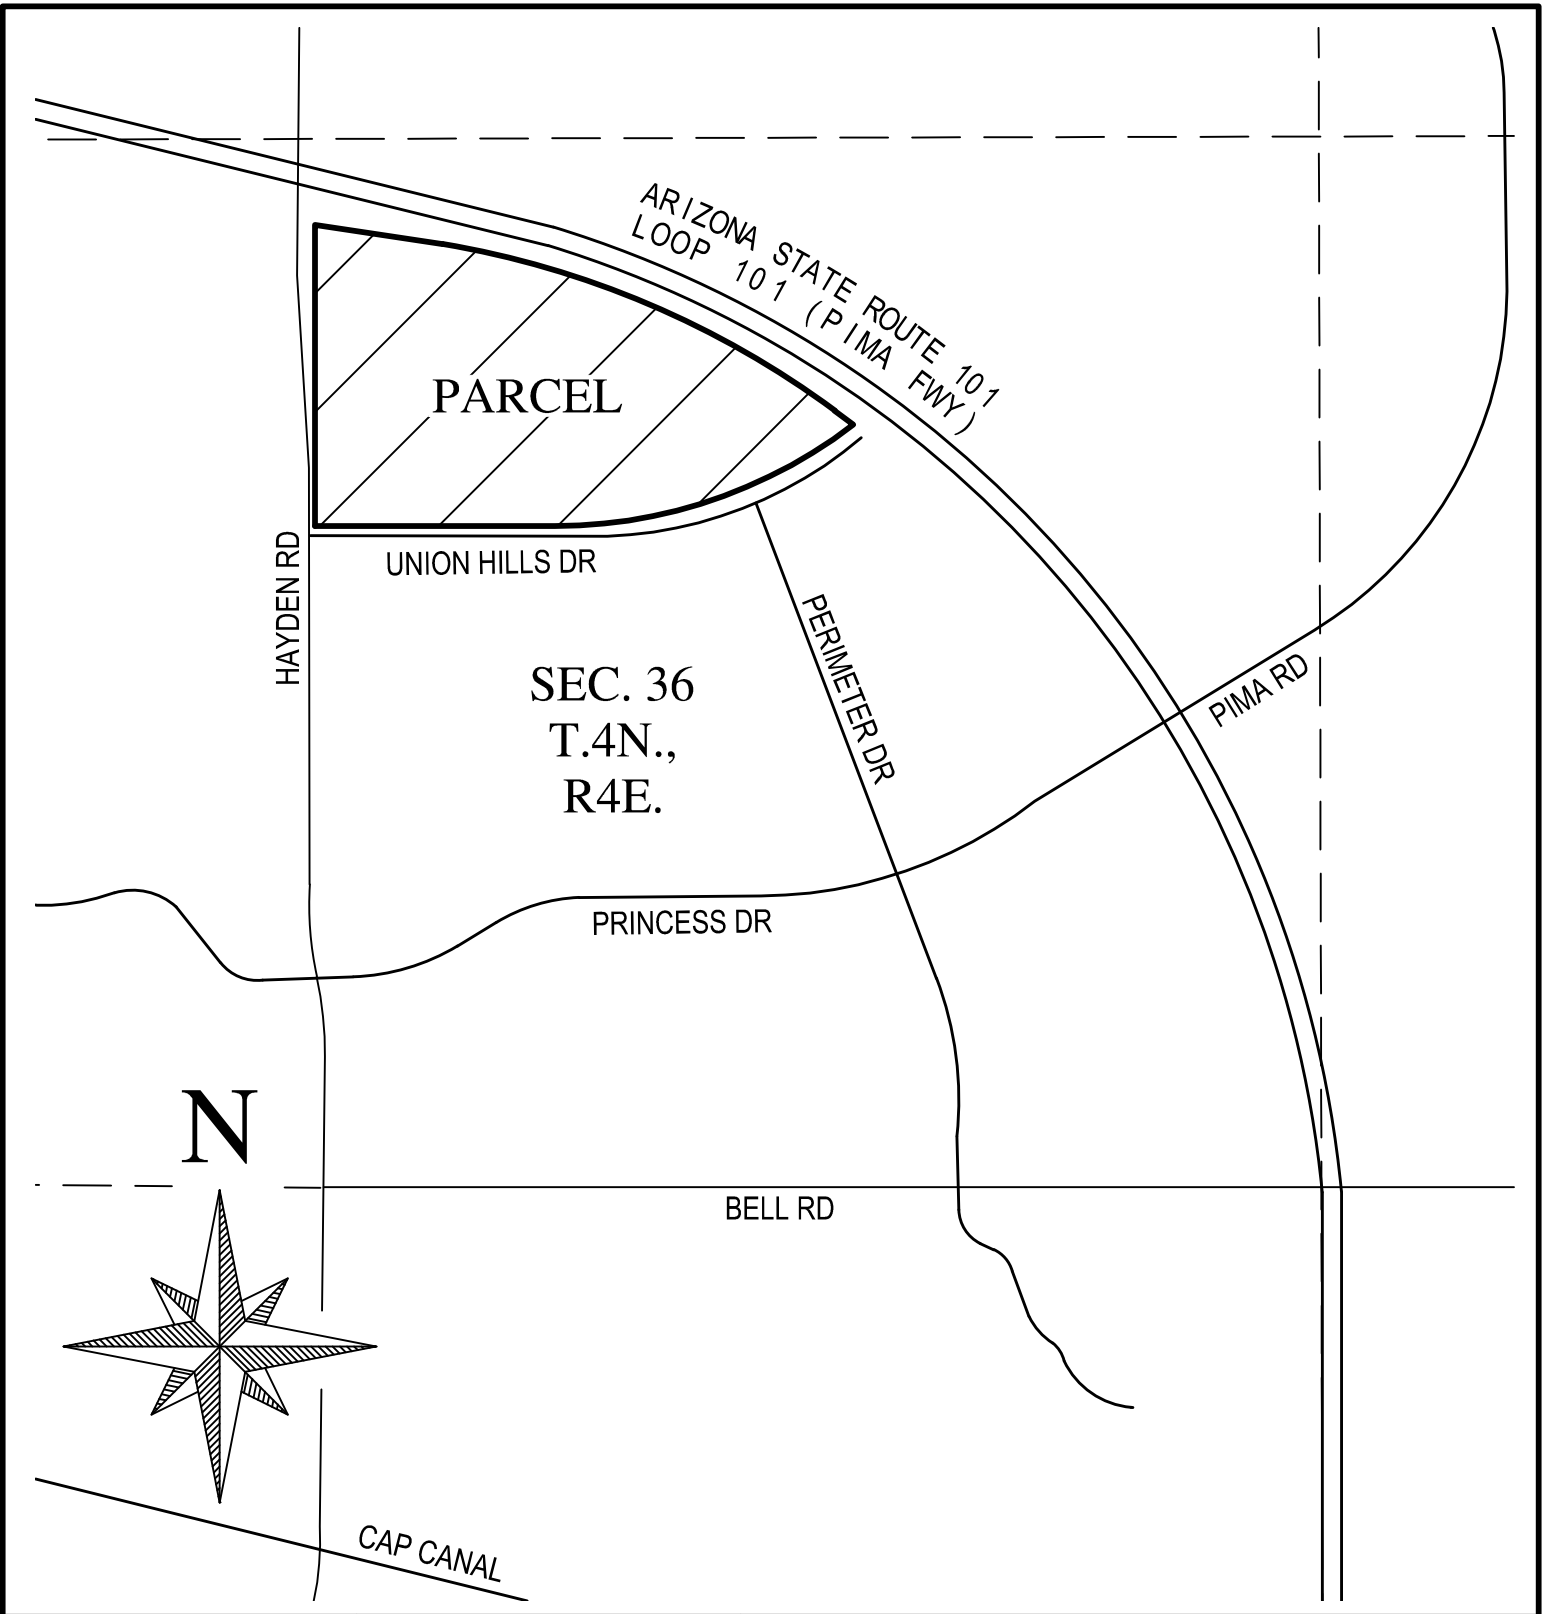 ARIZONA STATE ROUTE 101
LOOP 101 (PIMA FWY)
PARCEL
HAYDEN RD
UNION HILLS DR
PERIMETER DR
SEC. 36
T.4N.,
R4E.
PIMA RD
PRINCESS DR
N
BELL RD
CAP CANAL